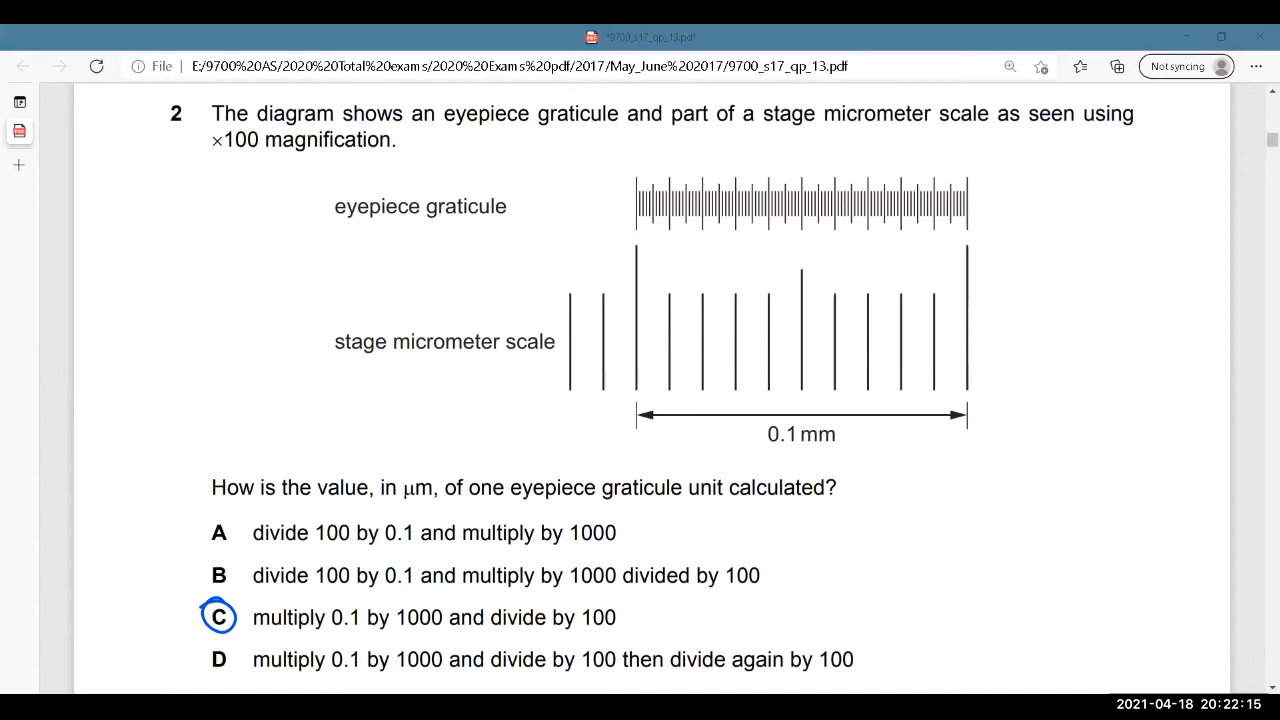 *9700_s17_qp_13.pdf
File | E:/9700%20AS/2020%20Total%20exams/2020%20Exams%20pdf/2017/May_June%202017/9700_s17_qp_13.pdf
Not syncing
2 The diagram shows an eyepiece graticule and part of a stage micrometer scale as seen using
×100 magnification.
eyepiece graticule
stage micrometer scale
0.1 mm
How is the value, in μm, of one eyepiece graticule unit calculated?
A divide 100 by 0.1 and multiply by 1000
B divide 100 by 0.1 and multiply by 1000 divided by 100
C multiply 0.1 by 1000 and divide by 100
D multiply 0.1 by 1000 and divide by 100 then divide again by 100
2021-04-18 20:22:15